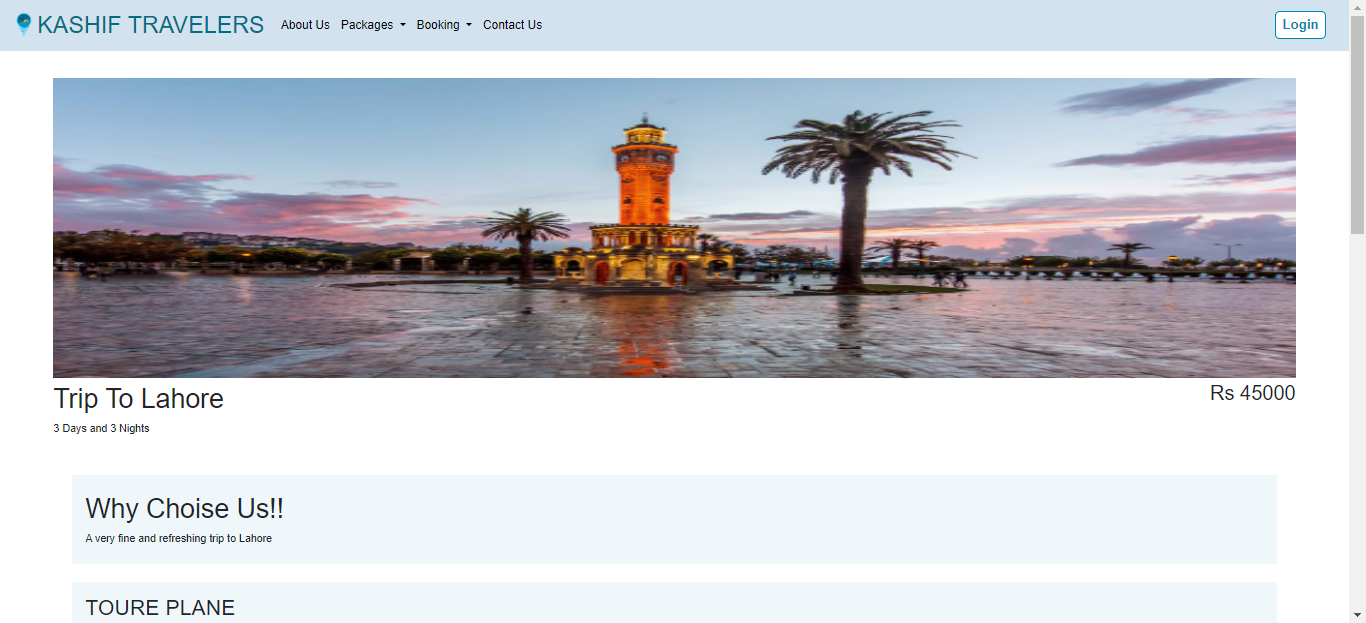 KASHIF TRAVELERS About Us Packages Booking Contact Us Login
Trip To Lahore Rs 45000
3 Days and 3 Nights
Why Choise Us!!
A very fine and refreshing trip to Lahore
TOURE PLANE